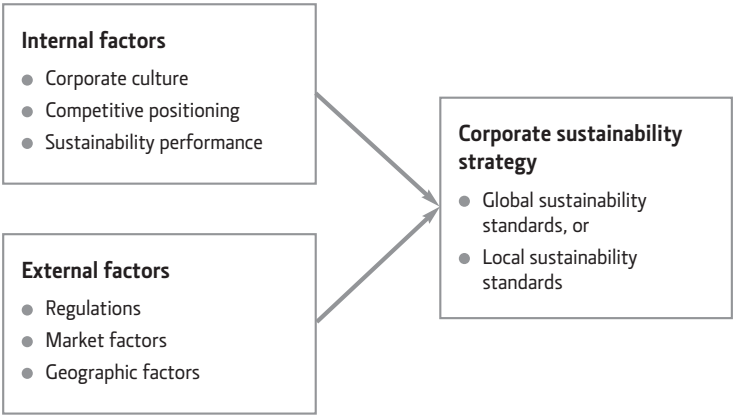 Internal factors
Corporate culture
Competitive positioning
Sustainability performance
External factors
Regulations
Market factors
Geographic factors
Corporate sustainability
strategy
Global sustainability
standards, or
Local sustainability
standards